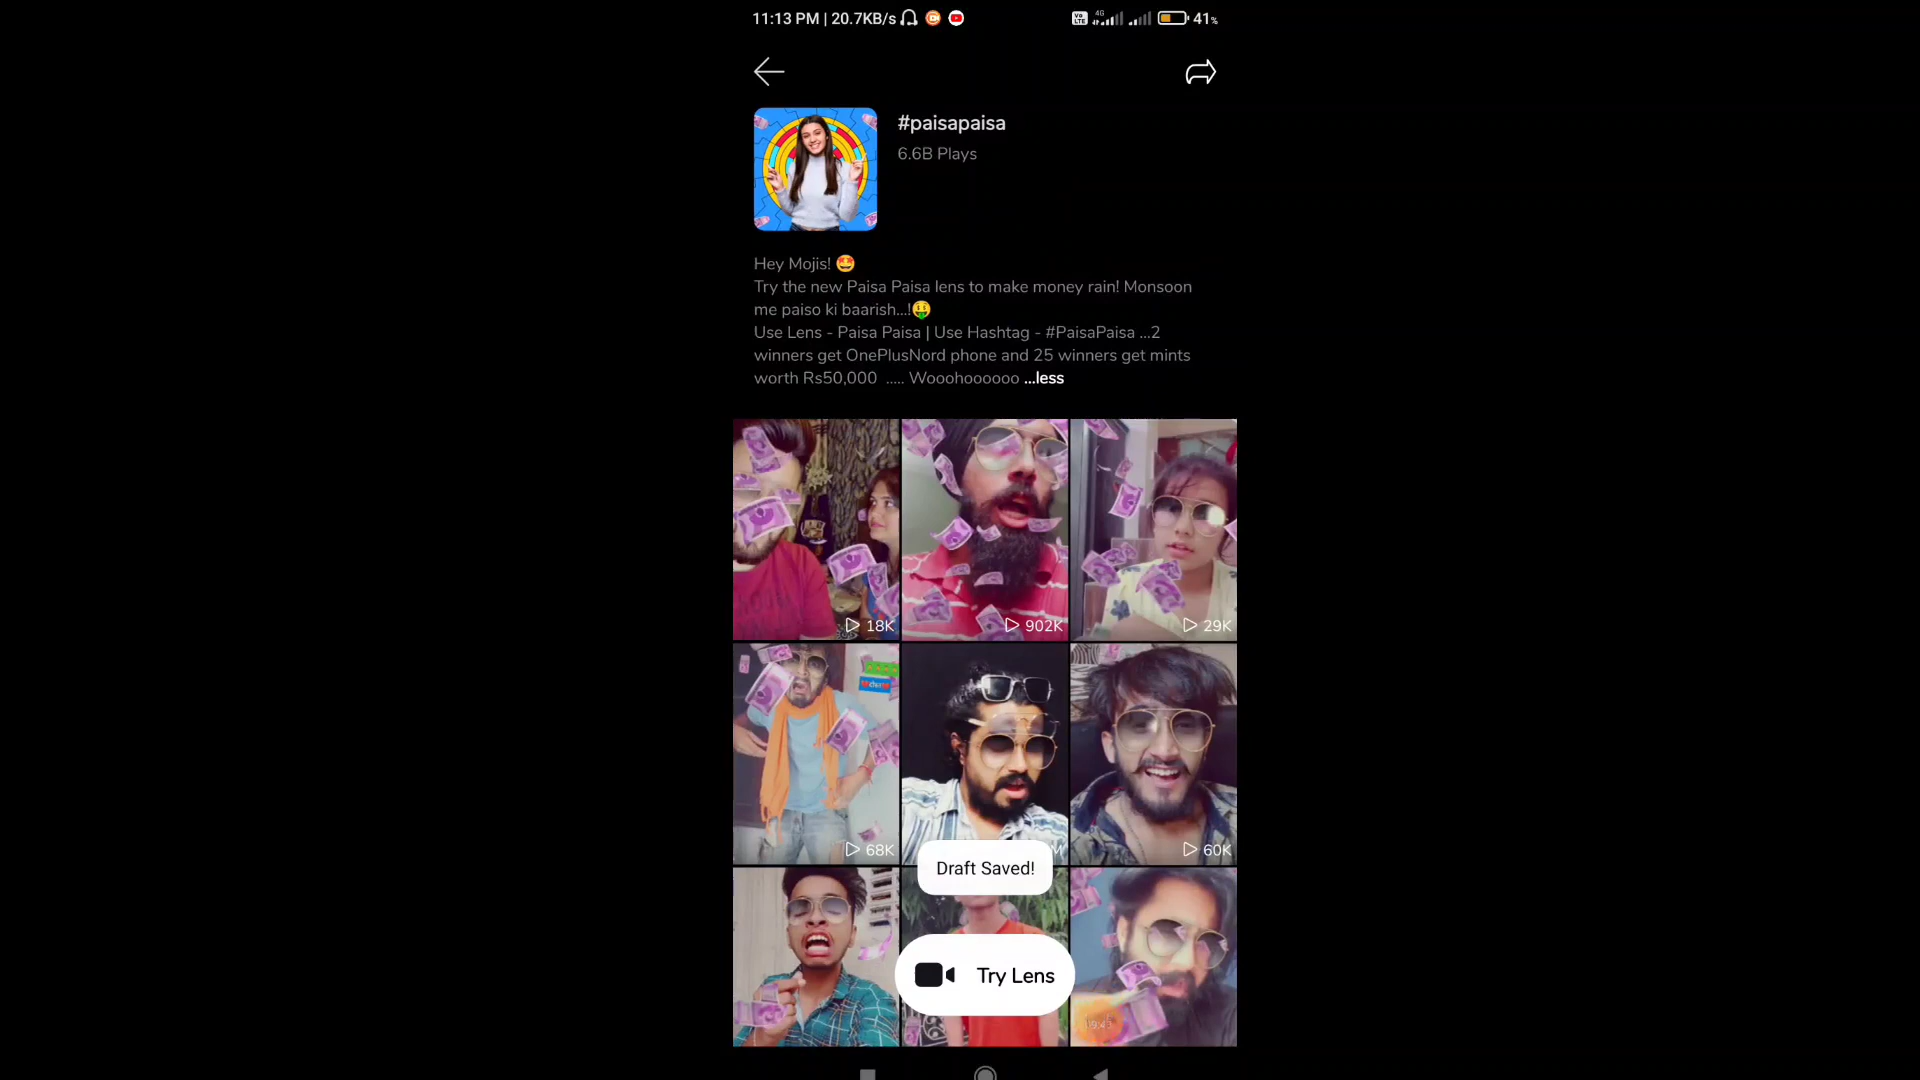 11:13 PM | 20.7KB/s
Vo LTE 4G 41%
#paisapaisa
6.6B Plays
Hey Mojis! 🤩
Try the new Paisa Paisa lens to make money rain! Monsoon
me paiso ki baarish...!🤑
Use Lens - Paisa Paisa | Use Hashtag - #PaisaPaisa ...2
winners get OnePlusNord phone and 25 winners get mints
worth Rs50,000 ..... Wooohoooooo ...less
18K
902K
29K
68K
M
60K
Draft Saved!
Try Lens